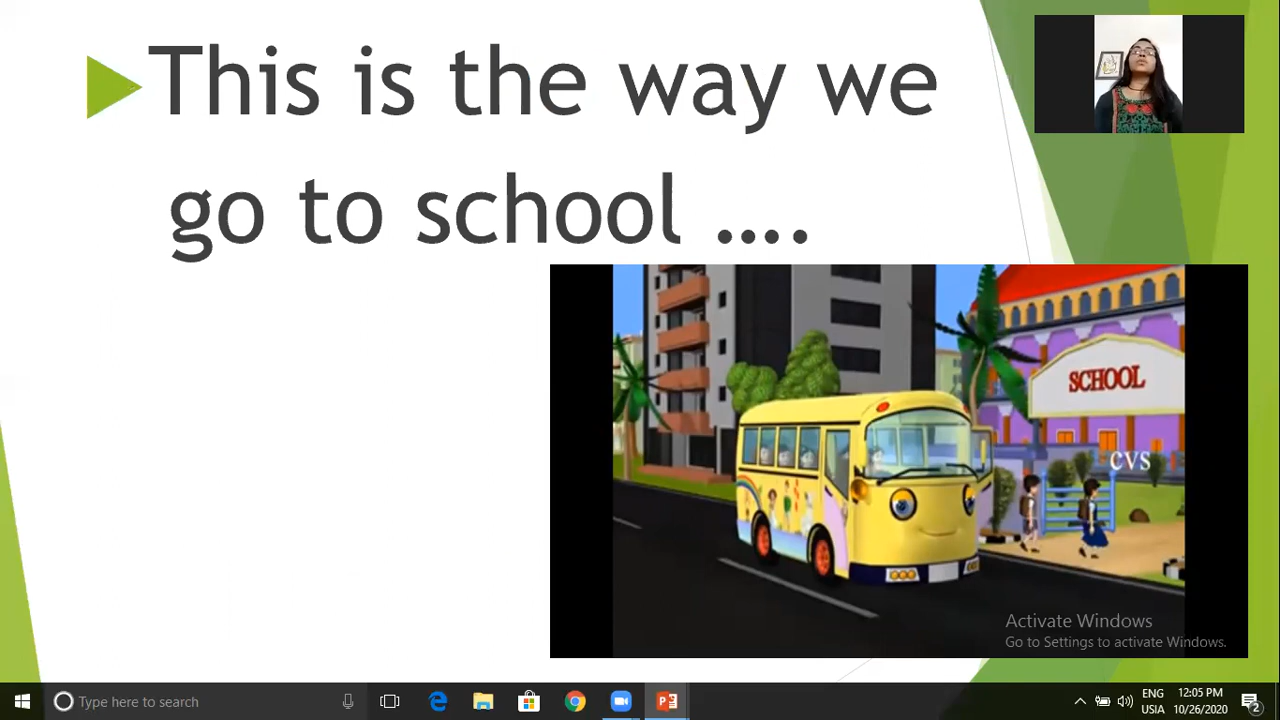 This is the way we
go to school ....
SCHOOL
CVS
Activate Windows
Go to Settings to activate Windows.
Type here to search
ENG
USIA
12:05 PM
10/26/2020
2